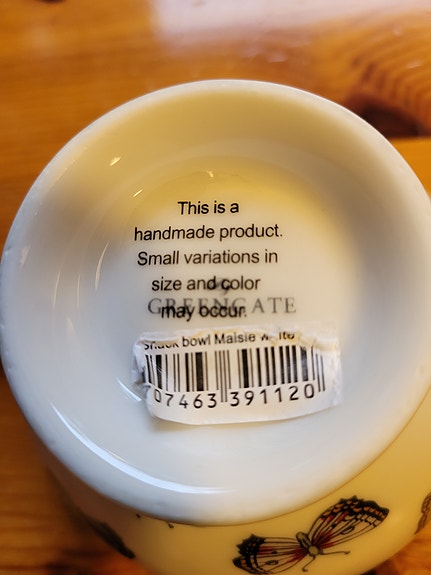 This is a
handmade product.
Small variations in
size and color
may occur.
GREENGATE
Snack bowl Maisie white
07463 391120